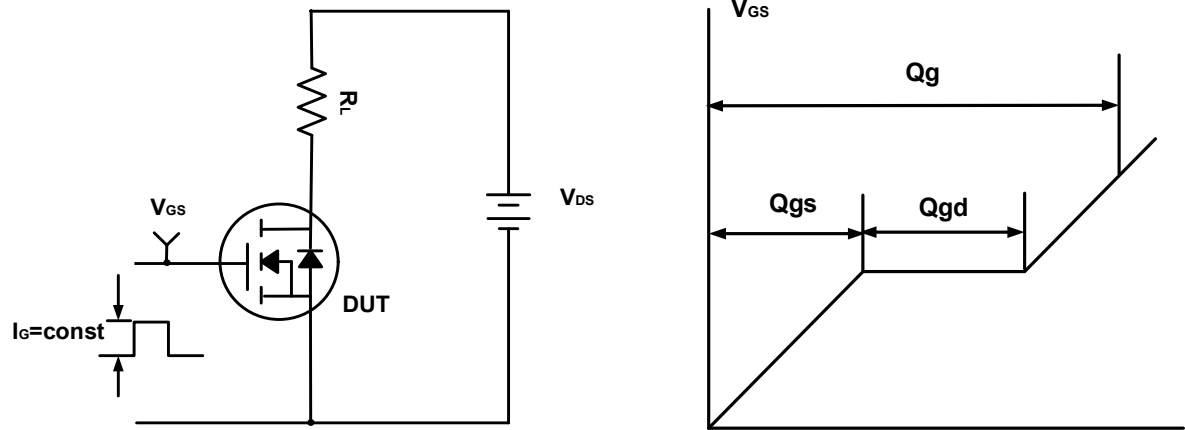 RL
VGS
VDS
DUT
IG=const
VGS
Qg
Qgs
Qgd